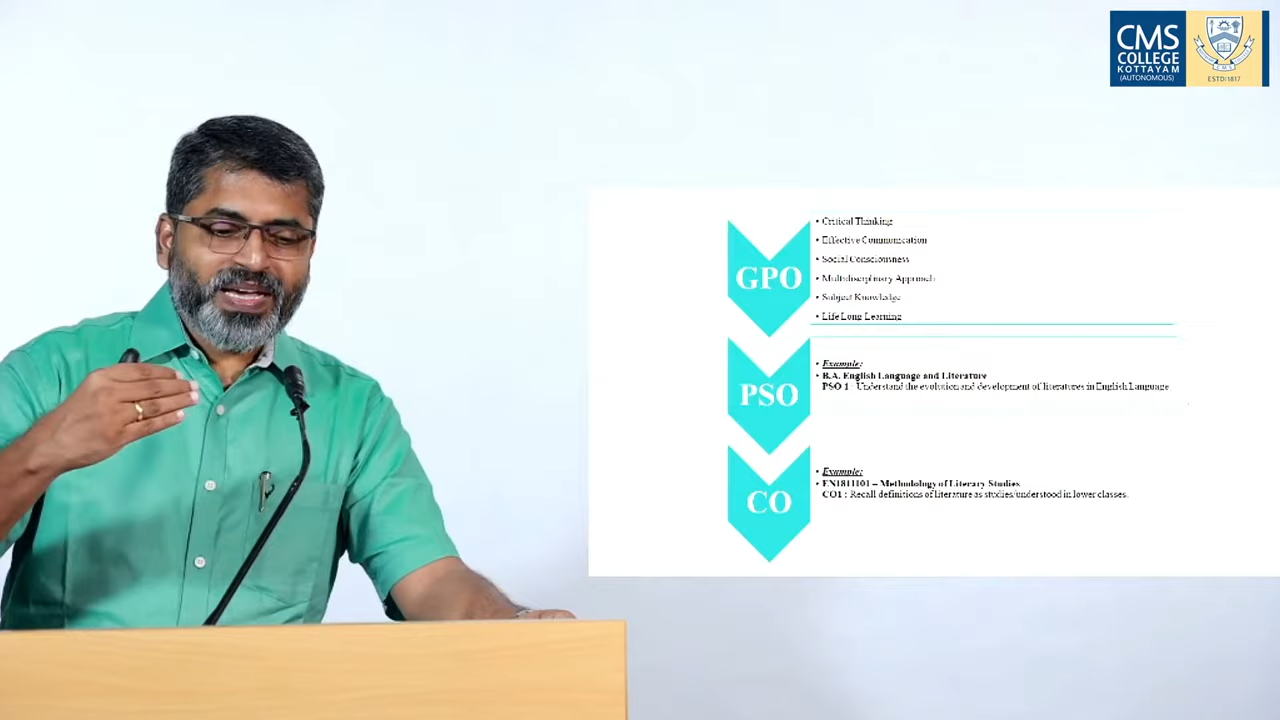 CMS
COLLEGE
KOTTAYAM
(AUTONOMOUS)
CMS
ESTD:1817
GPO
• Critical Thinking
• Effective Communication
• Social Consciousness
• Multidisciplinary Approach
• Subject Knowledge
• Life Long Learning
PSO
• Example:
• B.A. English Language and Literature
PSO 1 - Understand the evolution and development of literatures in English Language
CO
• Example:
• EN1811101 – Methodology of Literary Studies
CO1 : Recall definitions of literature as studies/understood in lower classes.